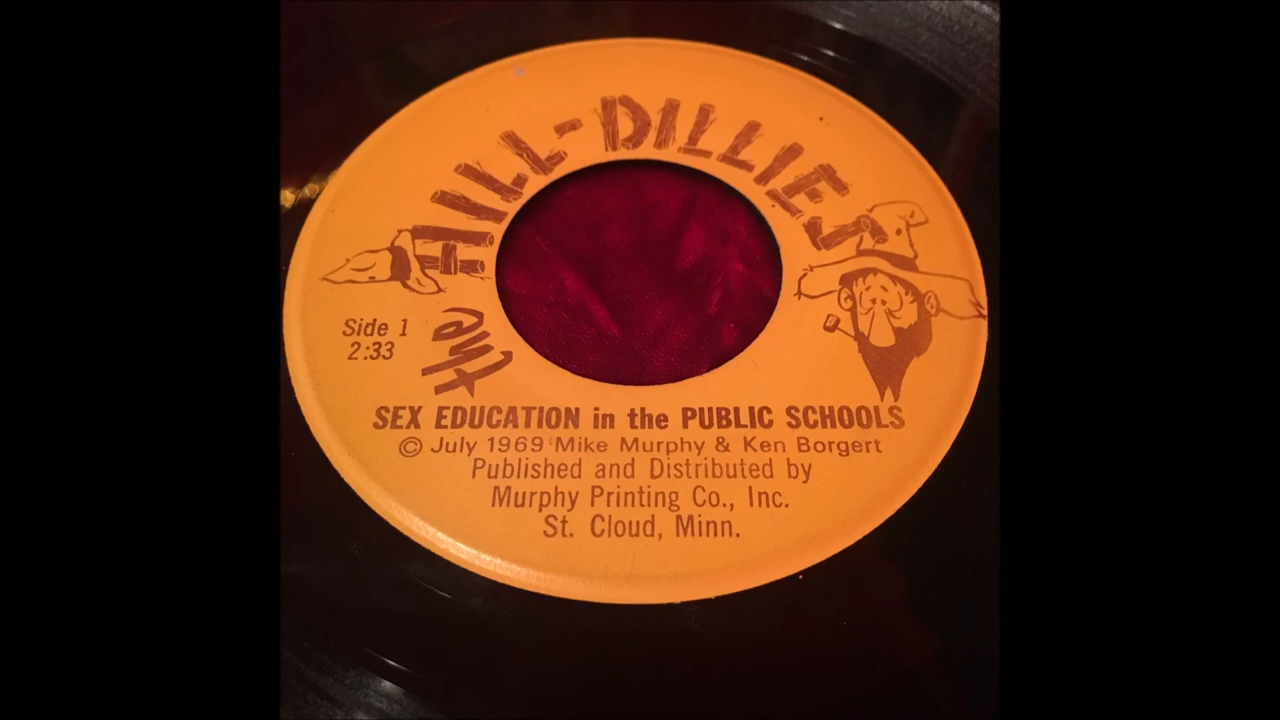 the HILL-DILLIES
Side 1
2:33
SEX EDUCATION in the PUBLIC SCHOOLS
© July 1969 Mike Murphy & Ken Borgert
Published and Distributed by
Murphy Printing Co., Inc.
St. Cloud, Minn.